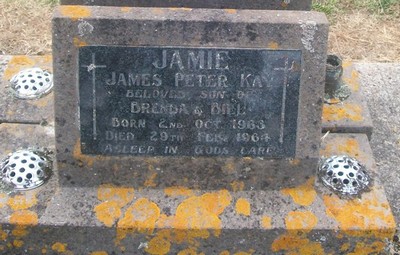 JAMIE
JAMES PETER KAY
BELOVED SON OF
BRENDA & BILL
BORN 2ND OCT. 1963
DIED 29TH FEB. 1964
ASLEEP IN GODS CARE